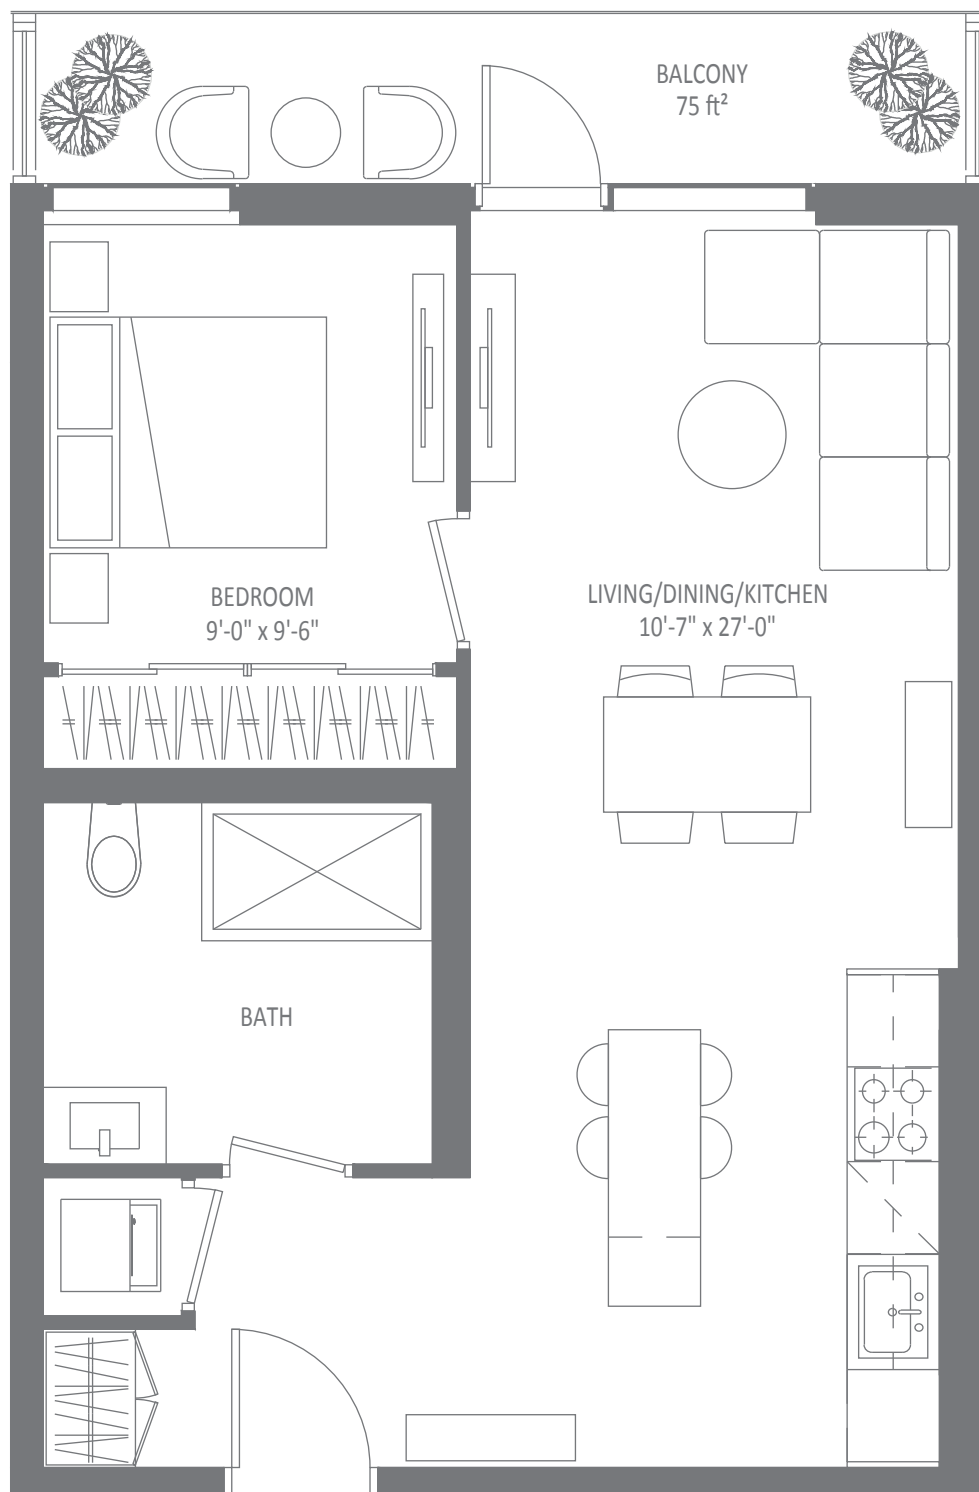 BALCONY
75 ft²
BEDROOM
9'-0" x 9'-6"
LIVING/DINING/KITCHEN
10'-7" x 27'-0"
BATH